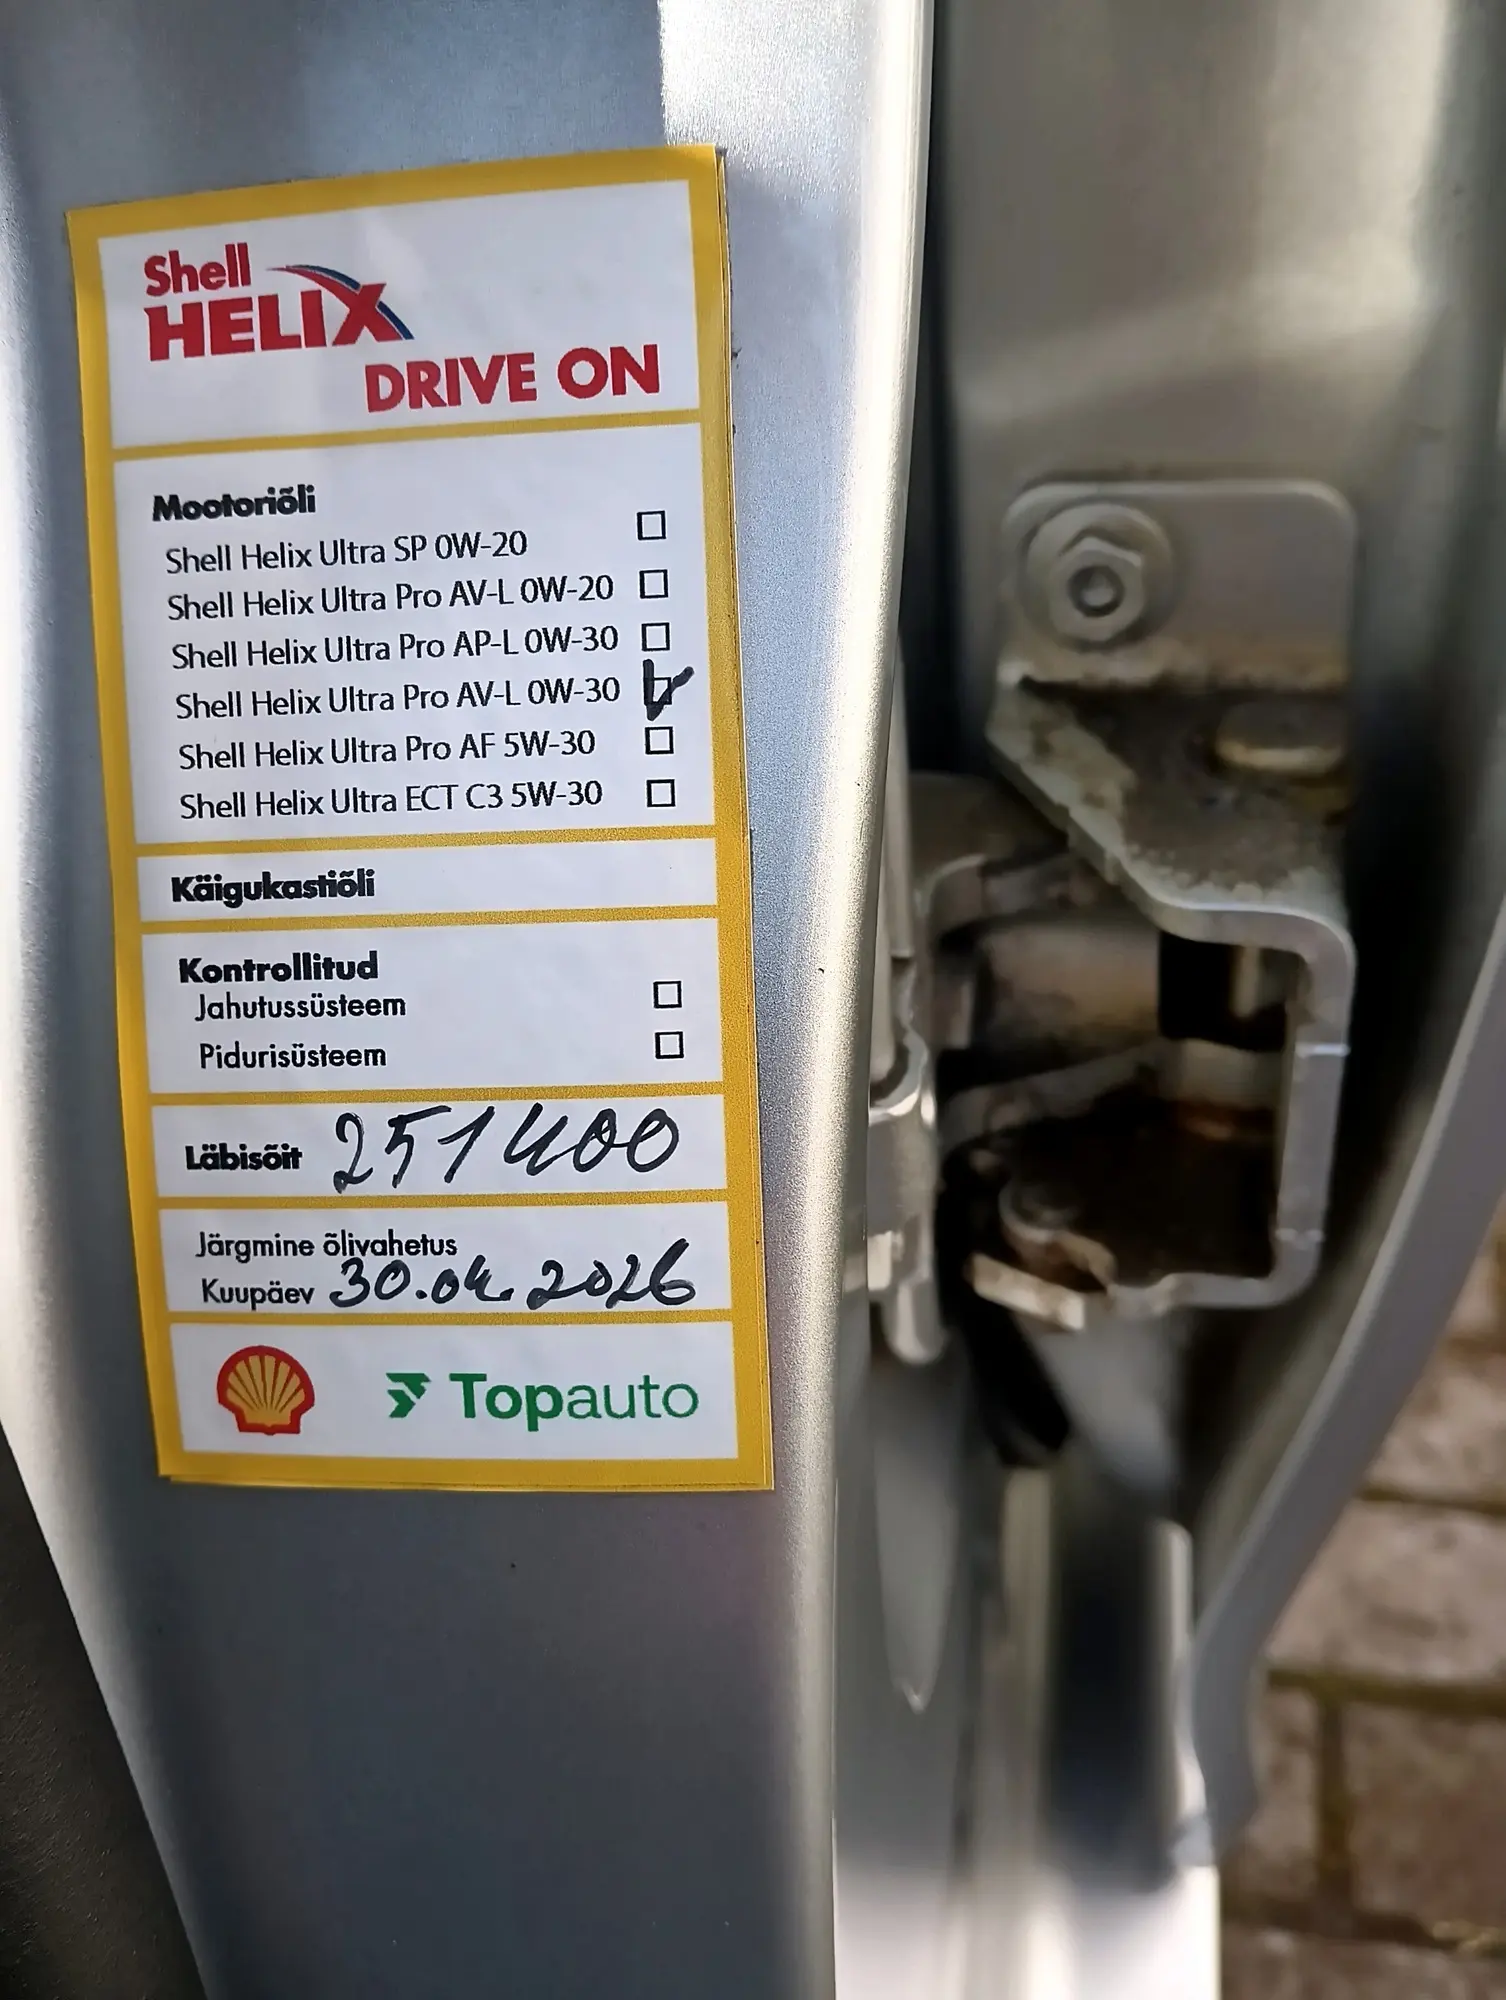 Shell
HELIX
DRIVE ON
Mootoriõli
Shell Helix Ultra SP 0W-20
Shell Helix Ultra Pro AV-L 0W-20
Shell Helix Ultra Pro AP-L 0W-30
Shell Helix Ultra Pro AV-L 0W-30
Shell Helix Ultra Pro AF 5W-30
Shell Helix Ultra ECT C3 5W-30
Käigukastiõli
Kontrollitud
Jahutussüsteem
Pidurisüsteem
Läbisõit 251400
Järgmine õlivahetus
Kuupäev 30.04.2026
Topauto